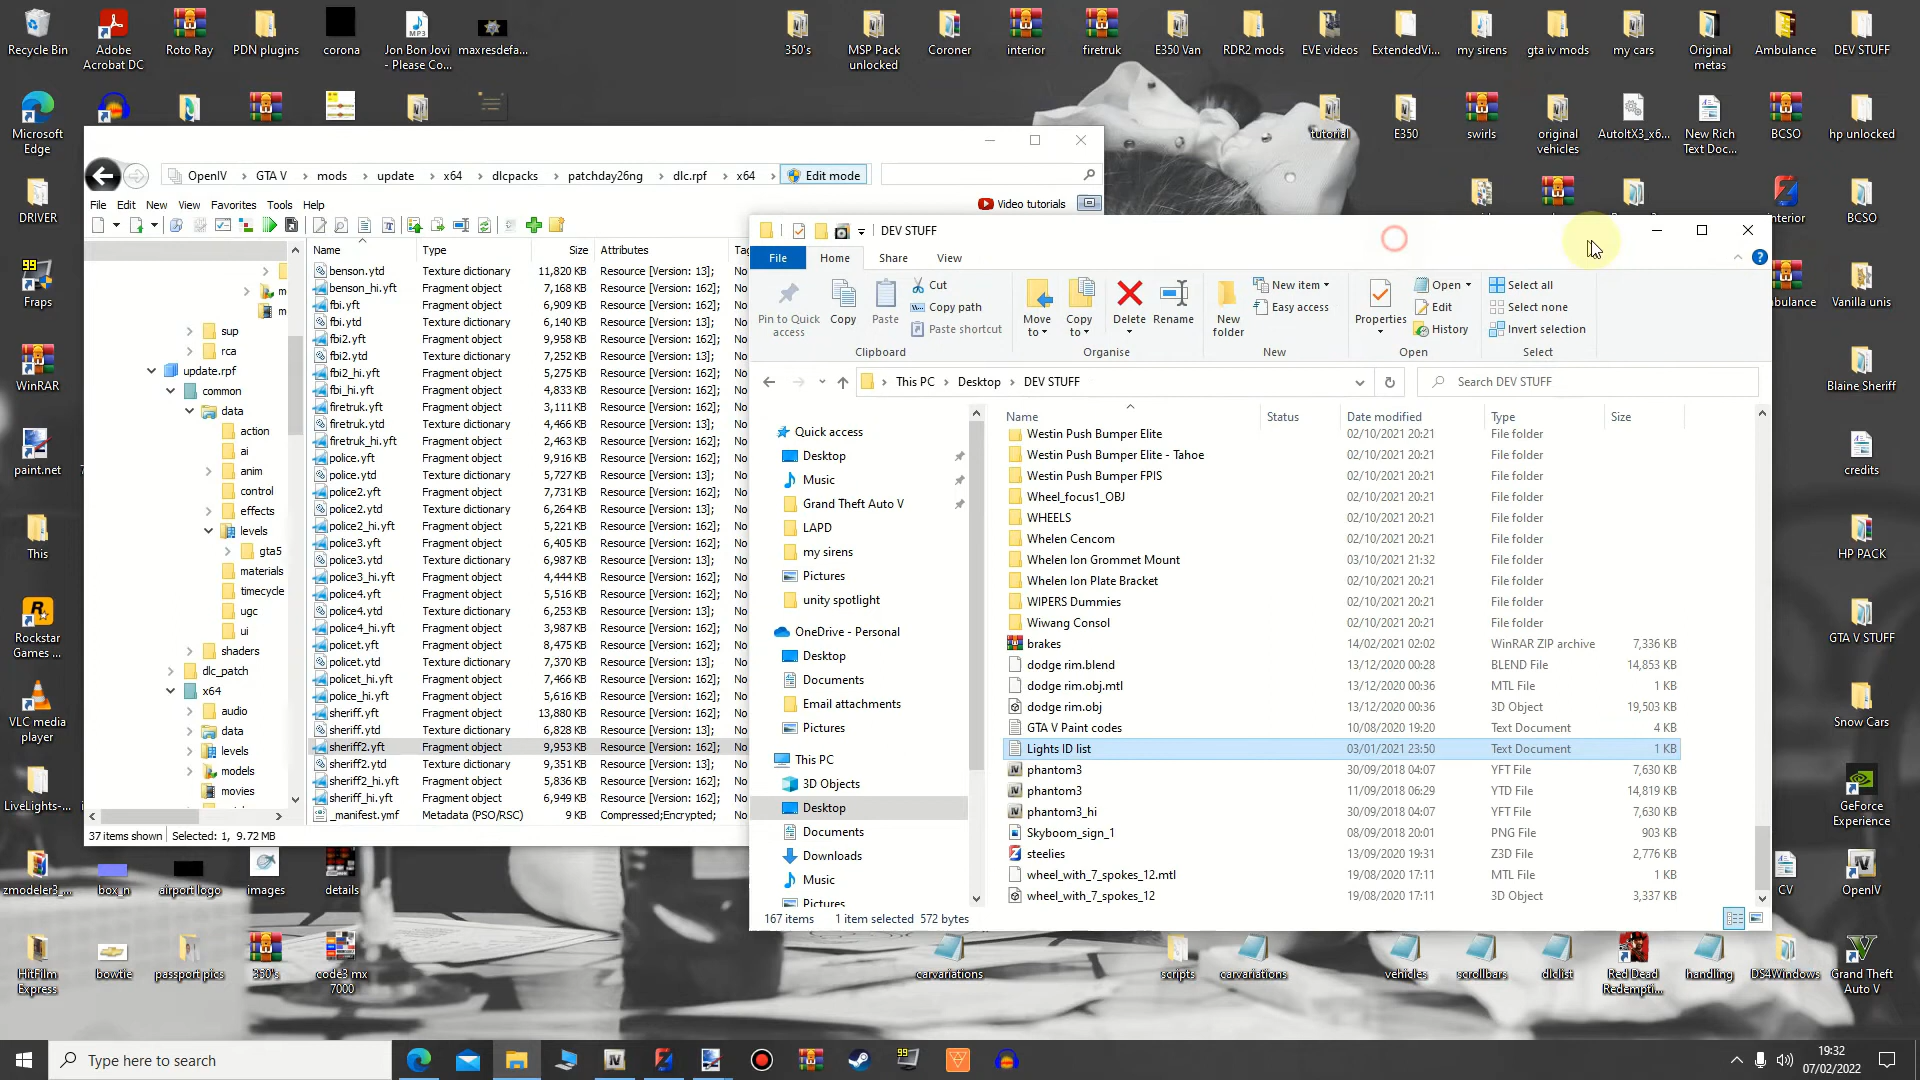 Recycle Bin
Adobe
Acrobat DC
Roto Ray
PDN plugins
corona
Jon Bon Jovi
- Please Co...
maxresdefa...
350's
MSP Pack
unlocked
Coroner
interior
firetruk
E350 Van
RDR2 mods
EVE videos
ExtendedVi...
my sirens
gta iv mods
my cars
Original
metas
Ambulance
DEV STUFF
Microsoft
Edge
tutorial
E350
swirls
original
vehicles
AutoItX3_x6...
New Rich
Text Doc...
BCSO
hp unlocked
OpenIV
GTA V
mods
update
x64
dlcpacks
patchday26ng
dlc.rpf
x64
Edit mode
File
Edit
New
View
Favorites
Tools
Help
Video tutorials
Name
Type
Size
Attributes
benson.ytd Texture dictionary 11,820 KB Resource [Version: 13];
benson_hi.yft Fragment object 7,168 KB Resource [Version: 162]; No
fbi.yft Fragment object 6,909 KB Resource [Version: 162]; No
fbi.ytd Texture dictionary 6,140 KB Resource [Version: 13]; No
fbi2.yft Fragment object 9,958 KB Resource [Version: 162]; No
fbi2.ytd Texture dictionary 7,252 KB Resource [Version: 13]; No
fbi2_hi.yft Fragment object 5,275 KB Resource [Version: 162]; No
fbi_hi.yft Fragment object 4,833 KB Resource [Version: 162]; No
firetruk.yft Fragment object 3,111 KB Resource [Version: 162]; No
firetruk.ytd Texture dictionary 4,466 KB Resource [Version: 13]; No
firetruk_hi.yft Fragment object 2,463 KB Resource [Version: 162]; No
police.yft Fragment object 9,916 KB Resource [Version: 162]; No
police.ytd Texture dictionary 5,727 KB Resource [Version: 13]; No
police2.yft Fragment object 7,731 KB Resource [Version: 162]; No
police2.ytd Texture dictionary 6,264 KB Resource [Version: 13]; No
police2_hi.yft Fragment object 5,221 KB Resource [Version: 162]; No
police3.yft Fragment object 6,405 KB Resource [Version: 162]; No
police3.ytd Texture dictionary 6,987 KB Resource [Version: 13]; No
police3_hi.yft Fragment object 4,444 KB Resource [Version: 162]; No
police4.yft Fragment object 5,516 KB Resource [Version: 162]; No
police4.ytd Texture dictionary 6,253 KB Resource [Version: 13]; No
police4_hi.yft Fragment object 3,987 KB Resource [Version: 162]; No
policet.yft Fragment object 8,475 KB Resource [Version: 162]; No
policet.ytd Texture dictionary 7,370 KB Resource [Version: 13]; No
policet_hi.yft Fragment object 7,466 KB Resource [Version: 162]; No
police_hi.yft Fragment object 5,616 KB Resource [Version: 162]; No
sheriff.yft Fragment object 13,880 KB Resource [Version: 162]; No
sheriff.ytd Texture dictionary 6,828 KB Resource [Version: 13]; No
sheriff2.yft Fragment object 9,953 KB Resource [Version: 162]; No
sheriff2.ytd Texture dictionary 9,351 KB Resource [Version: 13]; No
sheriff2_hi.yft Fragment object 5,836 KB Resource [Version: 162]; No
sheriff_hi.yft Fragment object 6,949 KB Resource [Version: 162]; No
_manifest.ymf Metadata (PSO/RSC) 9 KB Compressed;Encrypted; No
sup
rca
update.rpf
common
data
action
ai
anim
control
effects
levels
gta5
materials
timecycle
ugc
ui
shaders
dlc_patch
x64
audio
data
levels
models
movies
37 items shown
Selected: 1, 9.72 MB
DEV STUFF
File
Home
Share
View
Pin to Quick
access
Copy
Paste
Cut
Copy path
Paste shortcut
Clipboard
Move
to
Copy
to
Delete
Rename
Organise
New
folder
New item
Easy access
New
Properties
Open
Edit
History
Open
Select all
Select none
Invert selection
Select
This PC
Desktop
DEV STUFF
Search DEV STUFF
Name
Status
Date modified
Type
Size
Quick access
Desktop
Music
Grand Theft Auto V
LAPD
my sirens
Pictures
unity spotlight
OneDrive - Personal
Desktop
Documents
Email attachments
Pictures
This PC
3D Objects
Desktop
Documents
Downloads
Music
Pictures
Westin Push Bumper Elite 02/10/2021 20:21 File folder
Westin Push Bumper Elite - Tahoe 02/10/2021 20:21 File folder
Westin Push Bumper FPIS 02/10/2021 20:21 File folder
Wheel_focus1_OBJ 02/10/2021 20:21 File folder
WHEELS 02/10/2021 20:21 File folder
Whelen Cencom 02/10/2021 20:21 File folder
Whelen Ion Grommet Mount 03/10/2021 21:32 File folder
Whelen Ion Plate Bracket 02/10/2021 20:21 File folder
WIPERS Dummies 02/10/2021 20:21 File folder
Wiwang Consol 02/10/2021 20:21 File folder
brakes 14/02/2021 02:02 WinRAR ZIP archive 7,336 KB
dodge rim.blend 13/12/2020 00:28 BLEND File 14,853 KB
dodge rim.obj.mtl 13/12/2020 00:36 MTL File 1 KB
dodge rim.obj 13/12/2020 00:36 3D Object 19,503 KB
GTA V Paint codes 10/08/2020 19:20 Text Document 4 KB
Lights ID list 03/01/2021 23:50 Text Document 1 KB
phantom3 30/09/2018 04:07 YFT File 7,630 KB
phantom3 11/09/2018 06:29 YTD File 14,819 KB
phantom3_hi 30/09/2018 04:07 YFT File 7,630 KB
Skyboom_sign_1 08/09/2018 20:01 PNG File 903 KB
steelies 13/09/2020 19:31 Z3D File 2,776 KB
wheel_with_7_spokes_12.mtl 19/08/2020 17:11 MTL File 1 KB
wheel_with_7_spokes_12 19/08/2020 17:11 3D Object 3,337 KB
167 items
1 item selected 572 bytes
DRIVER
Fraps
WinRAR
paint.net
This
Rockstar
Games ...
VLC media
player
LiveLights-...
zmodeler3_...
box_n
airport logo
images
details
HitFilm
Express
bowtie
passport pics
350's
code3 mx
7000
BCSO
Vanilla unis
Blaine Sheriff
credits
HP PACK
GTA V STUFF
Snow Cars
GeForce
Experience
CV
OpenIV
carvariations
scripts
carvariations
vehicles
scrollbars
dlclist
Red Dead
Redempti...
handling
DS4Windows
Grand Theft
Auto V
Type here to search
19:32
07/02/2022